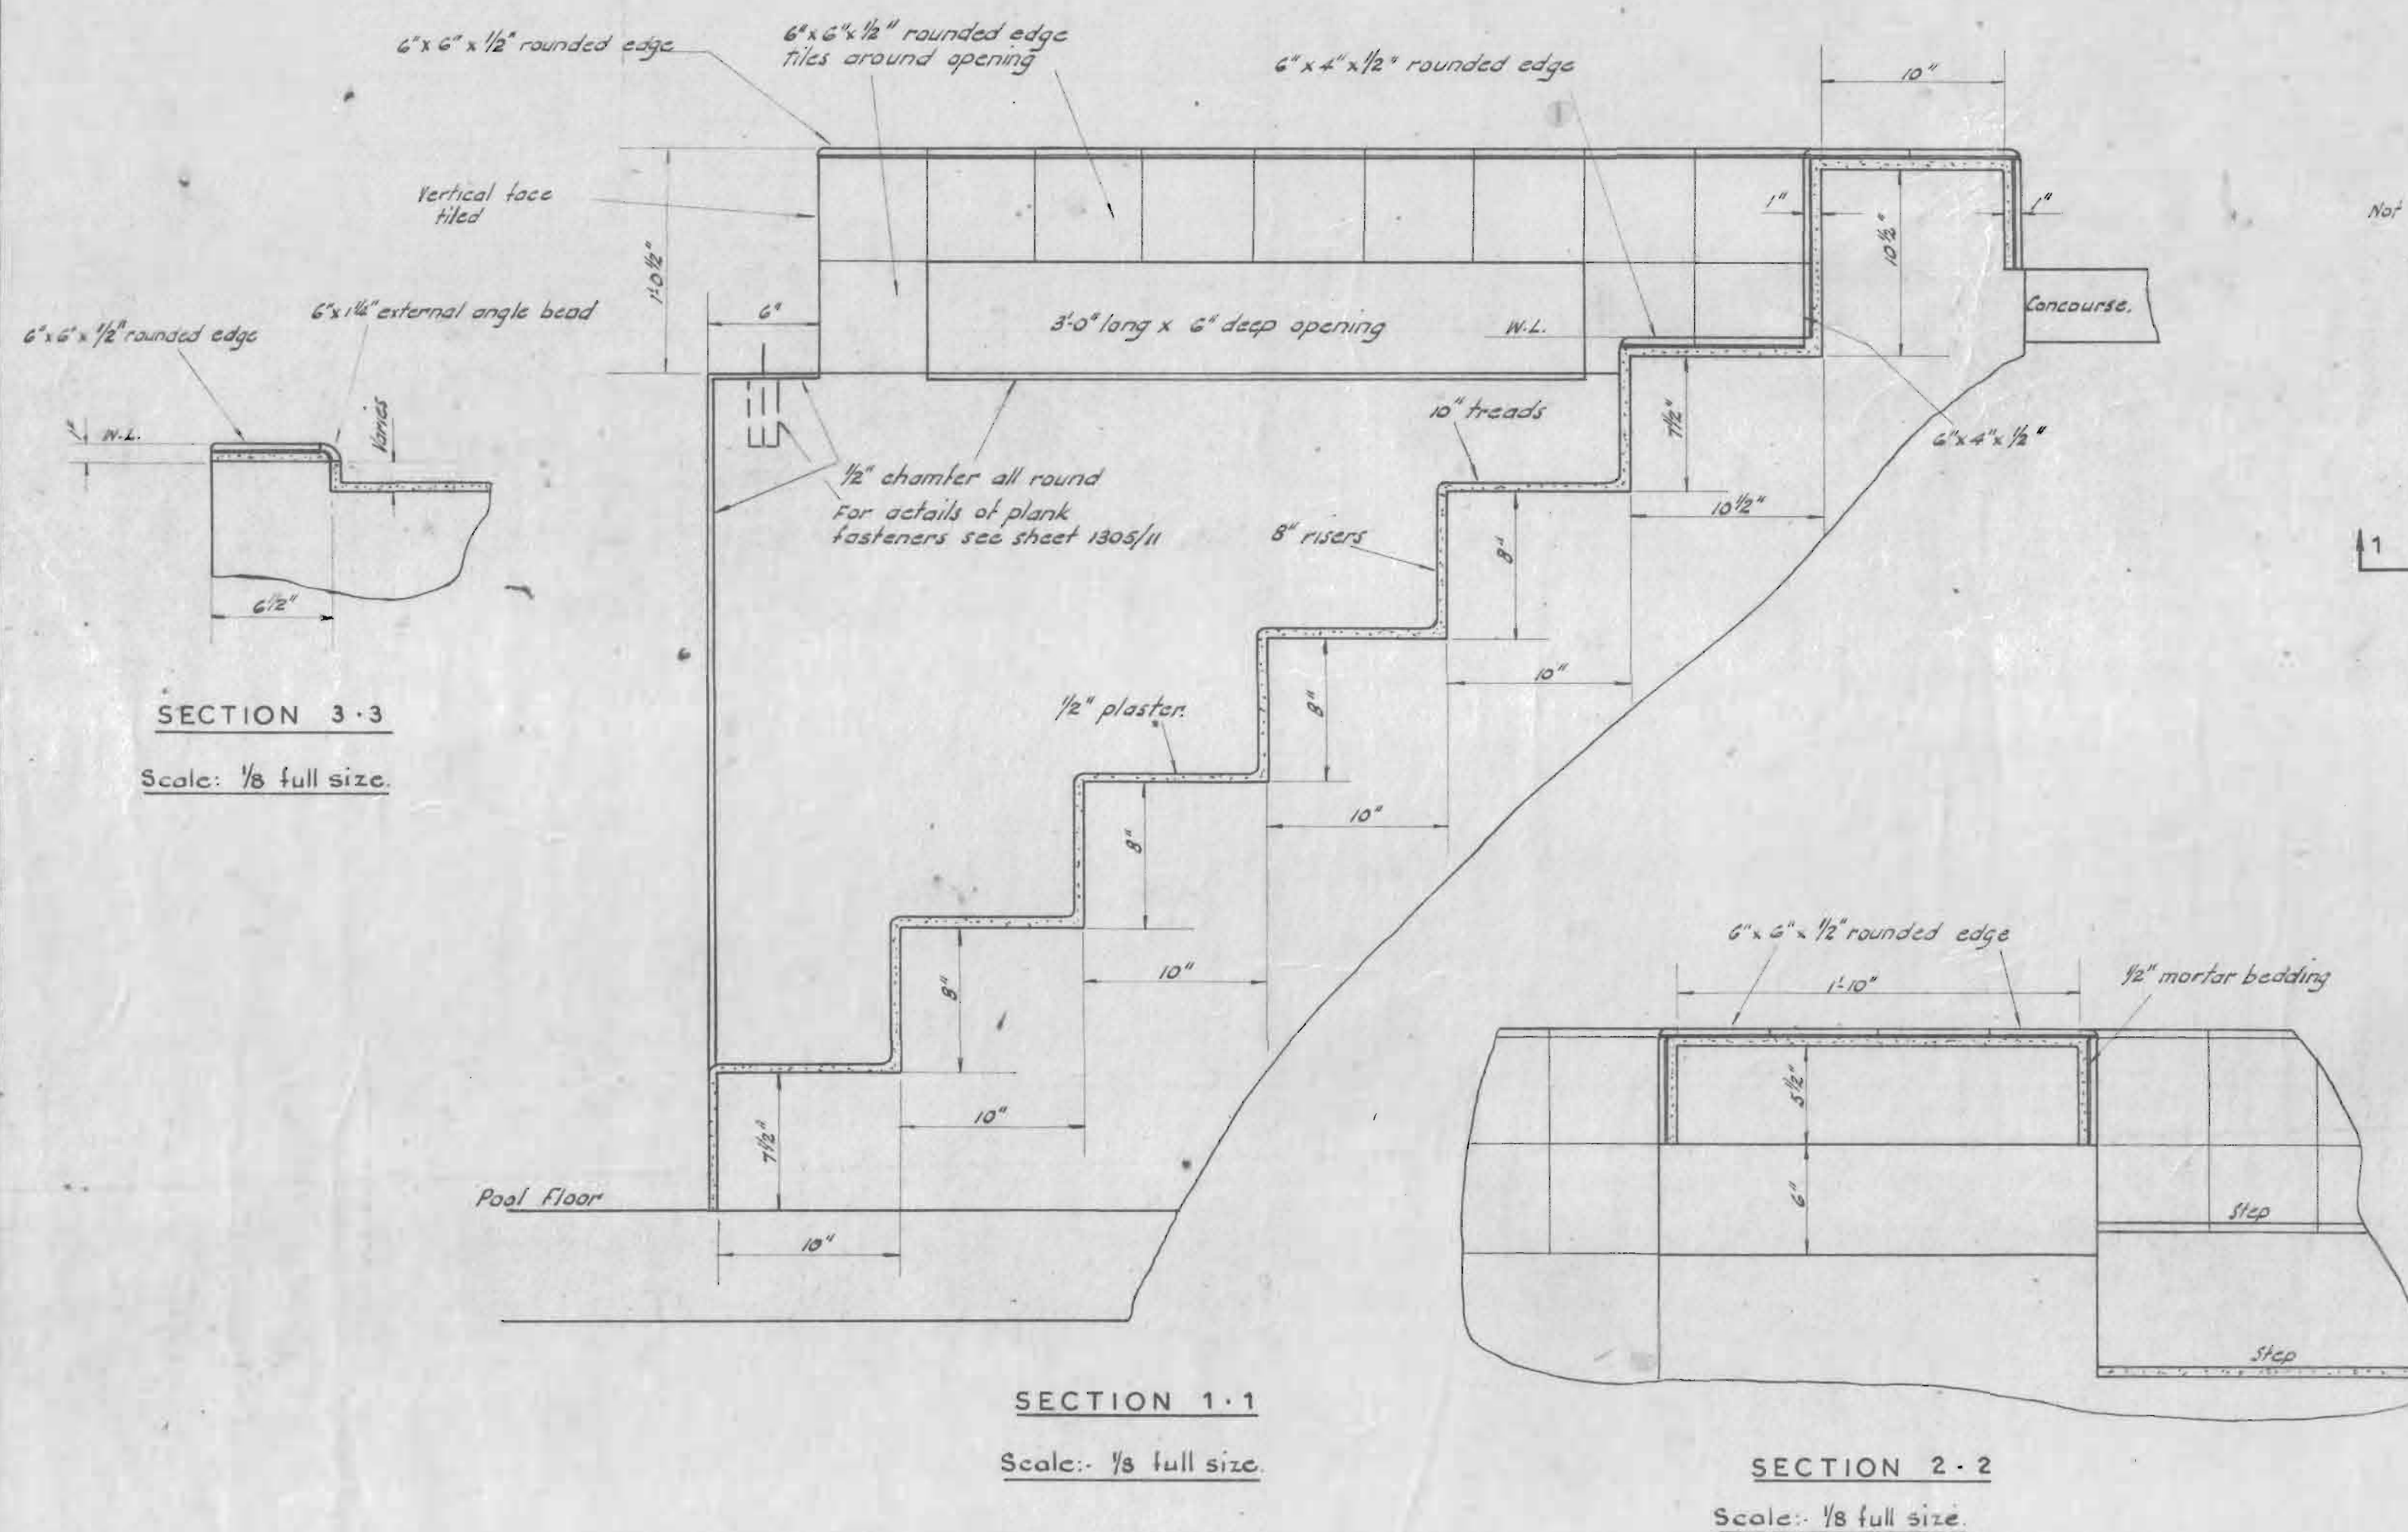 6" x 6" x 1/2" rounded edge
6" x 6" x 1/2" rounded edge
tiles around opening
6" x 4" x 1/2" rounded edge
10"
Vertical face
tiled
1'-0 1/2"
1"
10 1/2"
1"
Not
6" x 1 1/4" external angle bead
6" x 6" x 1/2" rounded edge
6"
3'-0" long x 6" deep opening
W.L.
Concourse.
1"
W.L.
Varies
10" treads
7 1/2"
6" x 4" x 1/2"
1/2" chamfer all round
For details of plank
fasteners see sheet 1305/11
8" risers
8"
10 1/2"
1
6 1/2"
10"
SECTION 3·3
Scale: 1/8 full size.
1/2" plaster.
8"
10"
8"
10"
8"
10"
7 1/2"
Pool Floor
10"
6" x 6" x 1/2" rounded edge
1'-10"
1/2" mortar bedding
5 1/2"
6"
Step
Step
SECTION 1·1
Scale:- 1/8 full size.
SECTION 2·2
Scale:- 1/8 full size.